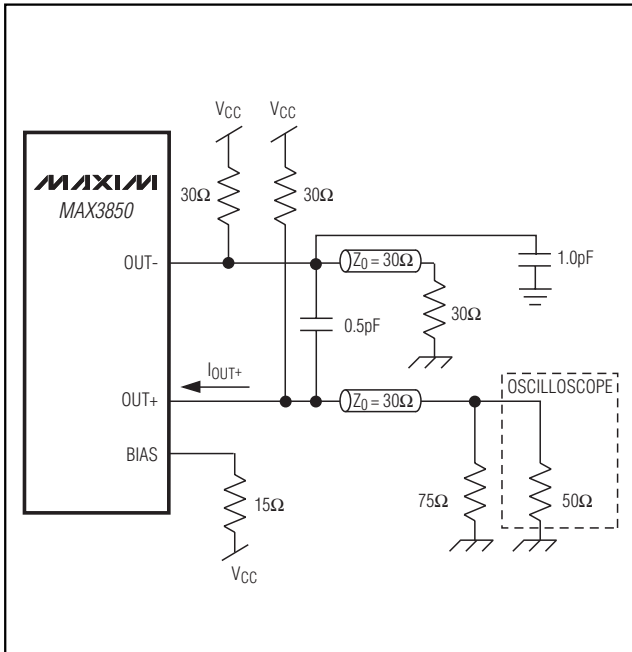 VCC VCC
MAXIM
MAX3850
30Ω 30Ω
OUT-
Z0 = 30Ω
1.0pF
0.5pF
30Ω
IOUT+
OUT+
Z0 = 30Ω
OSCILLOSCOPE
BIAS
15Ω
75Ω
50Ω
VCC